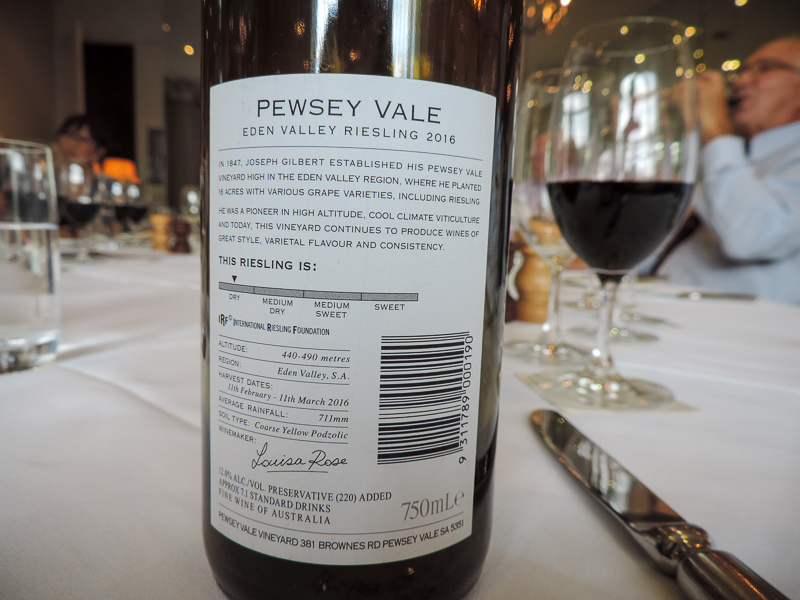 PEWSEY VALE
EDEN VALLEY RIESLING 2016
IN 1847, JOSEPH GILBERT ESTABLISHED HIS PEWSEY VALE
VINEYARD HIGH IN THE EDEN VALLEY REGION, WHERE HE PLANTED
16 ACRES WITH VARIOUS GRAPE VARIETIES, INCLUDING RIESLING.
HE WAS A PIONEER IN HIGH ALTITUDE, COOL CLIMATE VITICULTURE
AND TODAY, THIS VINEYARD CONTINUES TO PRODUCE WINES OF
GREAT STYLE, VARIETAL FLAVOUR AND CONSISTENCY.
THIS RIESLING IS:
DRY MEDIUM DRY MEDIUM SWEET SWEET
IRF© INTERNATIONAL RIESLING FOUNDATION
ALTITUDE: 440-490 metres
REGION: Eden Valley, S.A.
HARVEST DATES:
11th February - 11th March 2016
AVERAGE RAINFALL: 711mm
SOIL TYPE: Coarse Yellow Podzolic
WINEMAKER:
Louisa Rose
9 311789 000190
12.0% ALC./VOL. PRESERVATIVE (220) ADDED
APPROX 7.1 STANDARD DRINKS
FINE WINE OF AUSTRALIA
750mLe
PEWSEY VALE VINEYARD 381 BROWNES RD PEWSEY VALE SA 5351